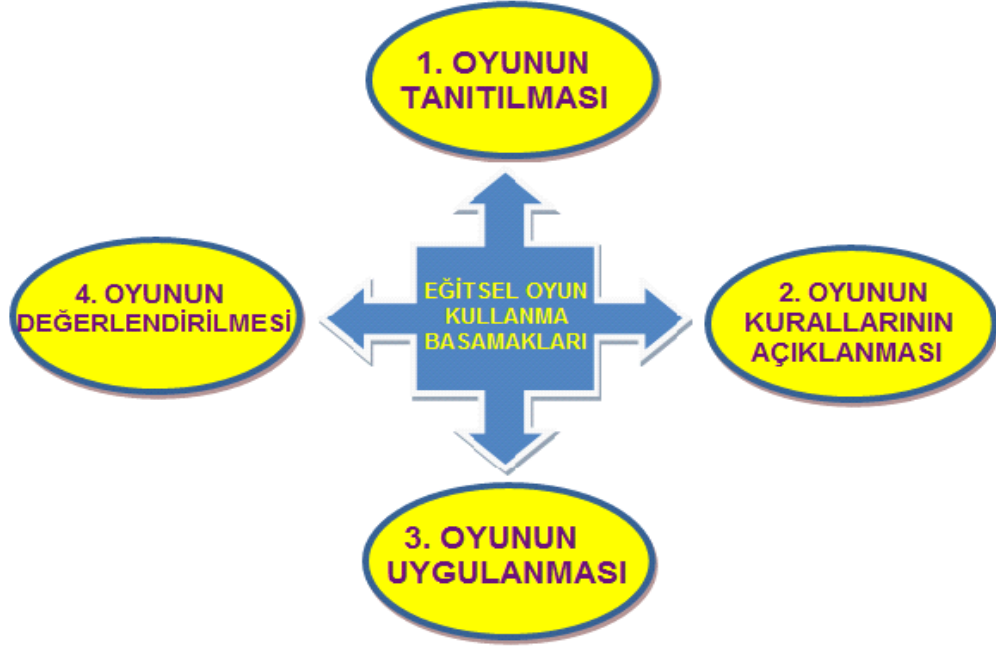 1. OYUNUN
TANITILMASI
EĞİTSEL OYUN
KULLANMA
BASAMAKLARI
2. OYUNUN
KURALLARININ
AÇIKLANMASI
3. OYUNUN
UYGULANMASI
4. OYUNUN
DEĞERLENDİRİLMESİ